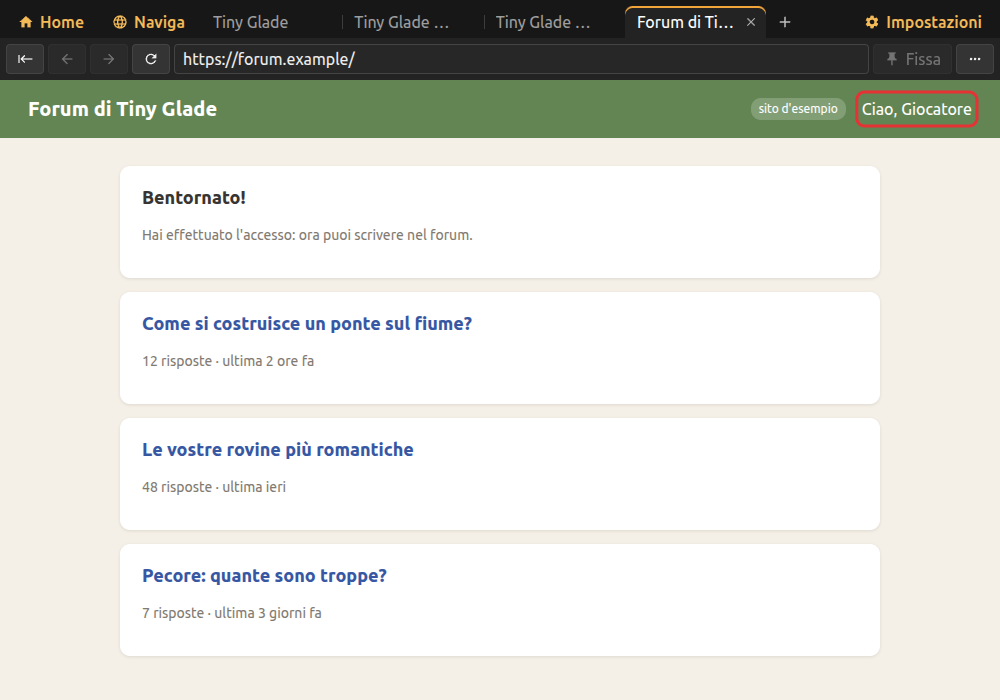 Home Naviga Tiny Glade Tiny Glade ... Tiny Glade ... Forum di Ti... Impostazioni
https://forum.example/ Fissa
Forum di Tiny Glade sito d'esempio Ciao, Giocatore
Bentornato!
Hai effettuato l'accesso: ora puoi scrivere nel forum.
Come si costruisce un ponte sul fiume?
12 risposte · ultima 2 ore fa
Le vostre rovine più romantiche
48 risposte · ultima ieri
Pecore: quante sono troppe?
7 risposte · ultima 3 giorni fa